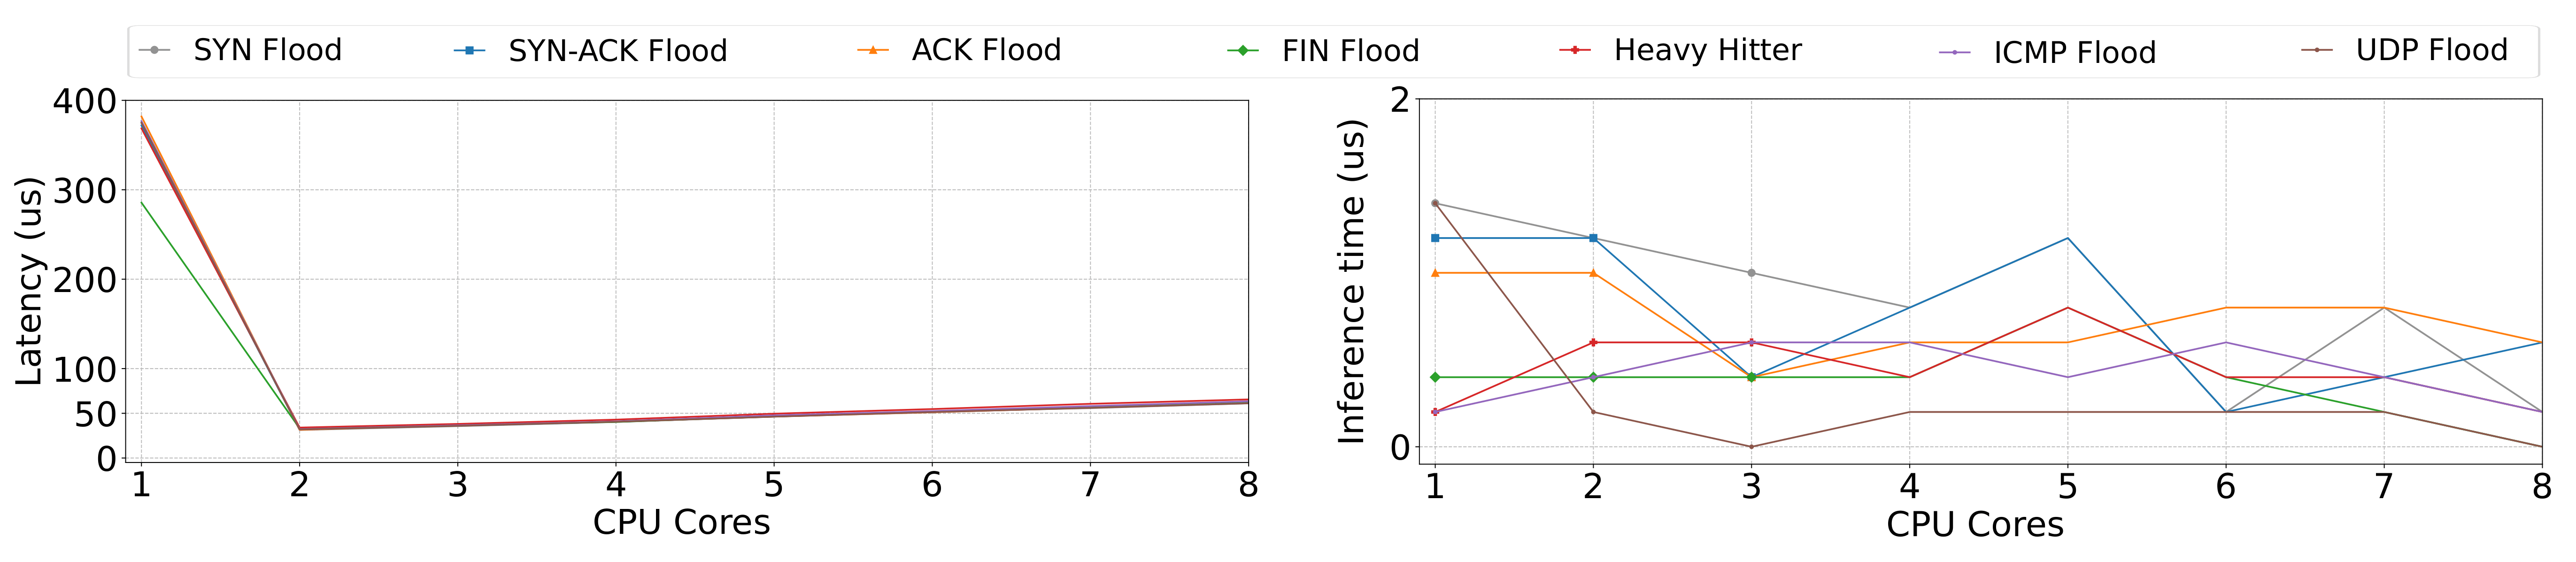 SYN Flood SYN-ACK Flood ACK Flood FIN Flood Heavy Hitter ICMP Flood UDP Flood
Latency (us)
400
300
200
100
50
0
1 2 3 4 5 6 7 8
CPU Cores
Inference time (us)
2
0
1 2 3 4 5 6 7 8
CPU Cores